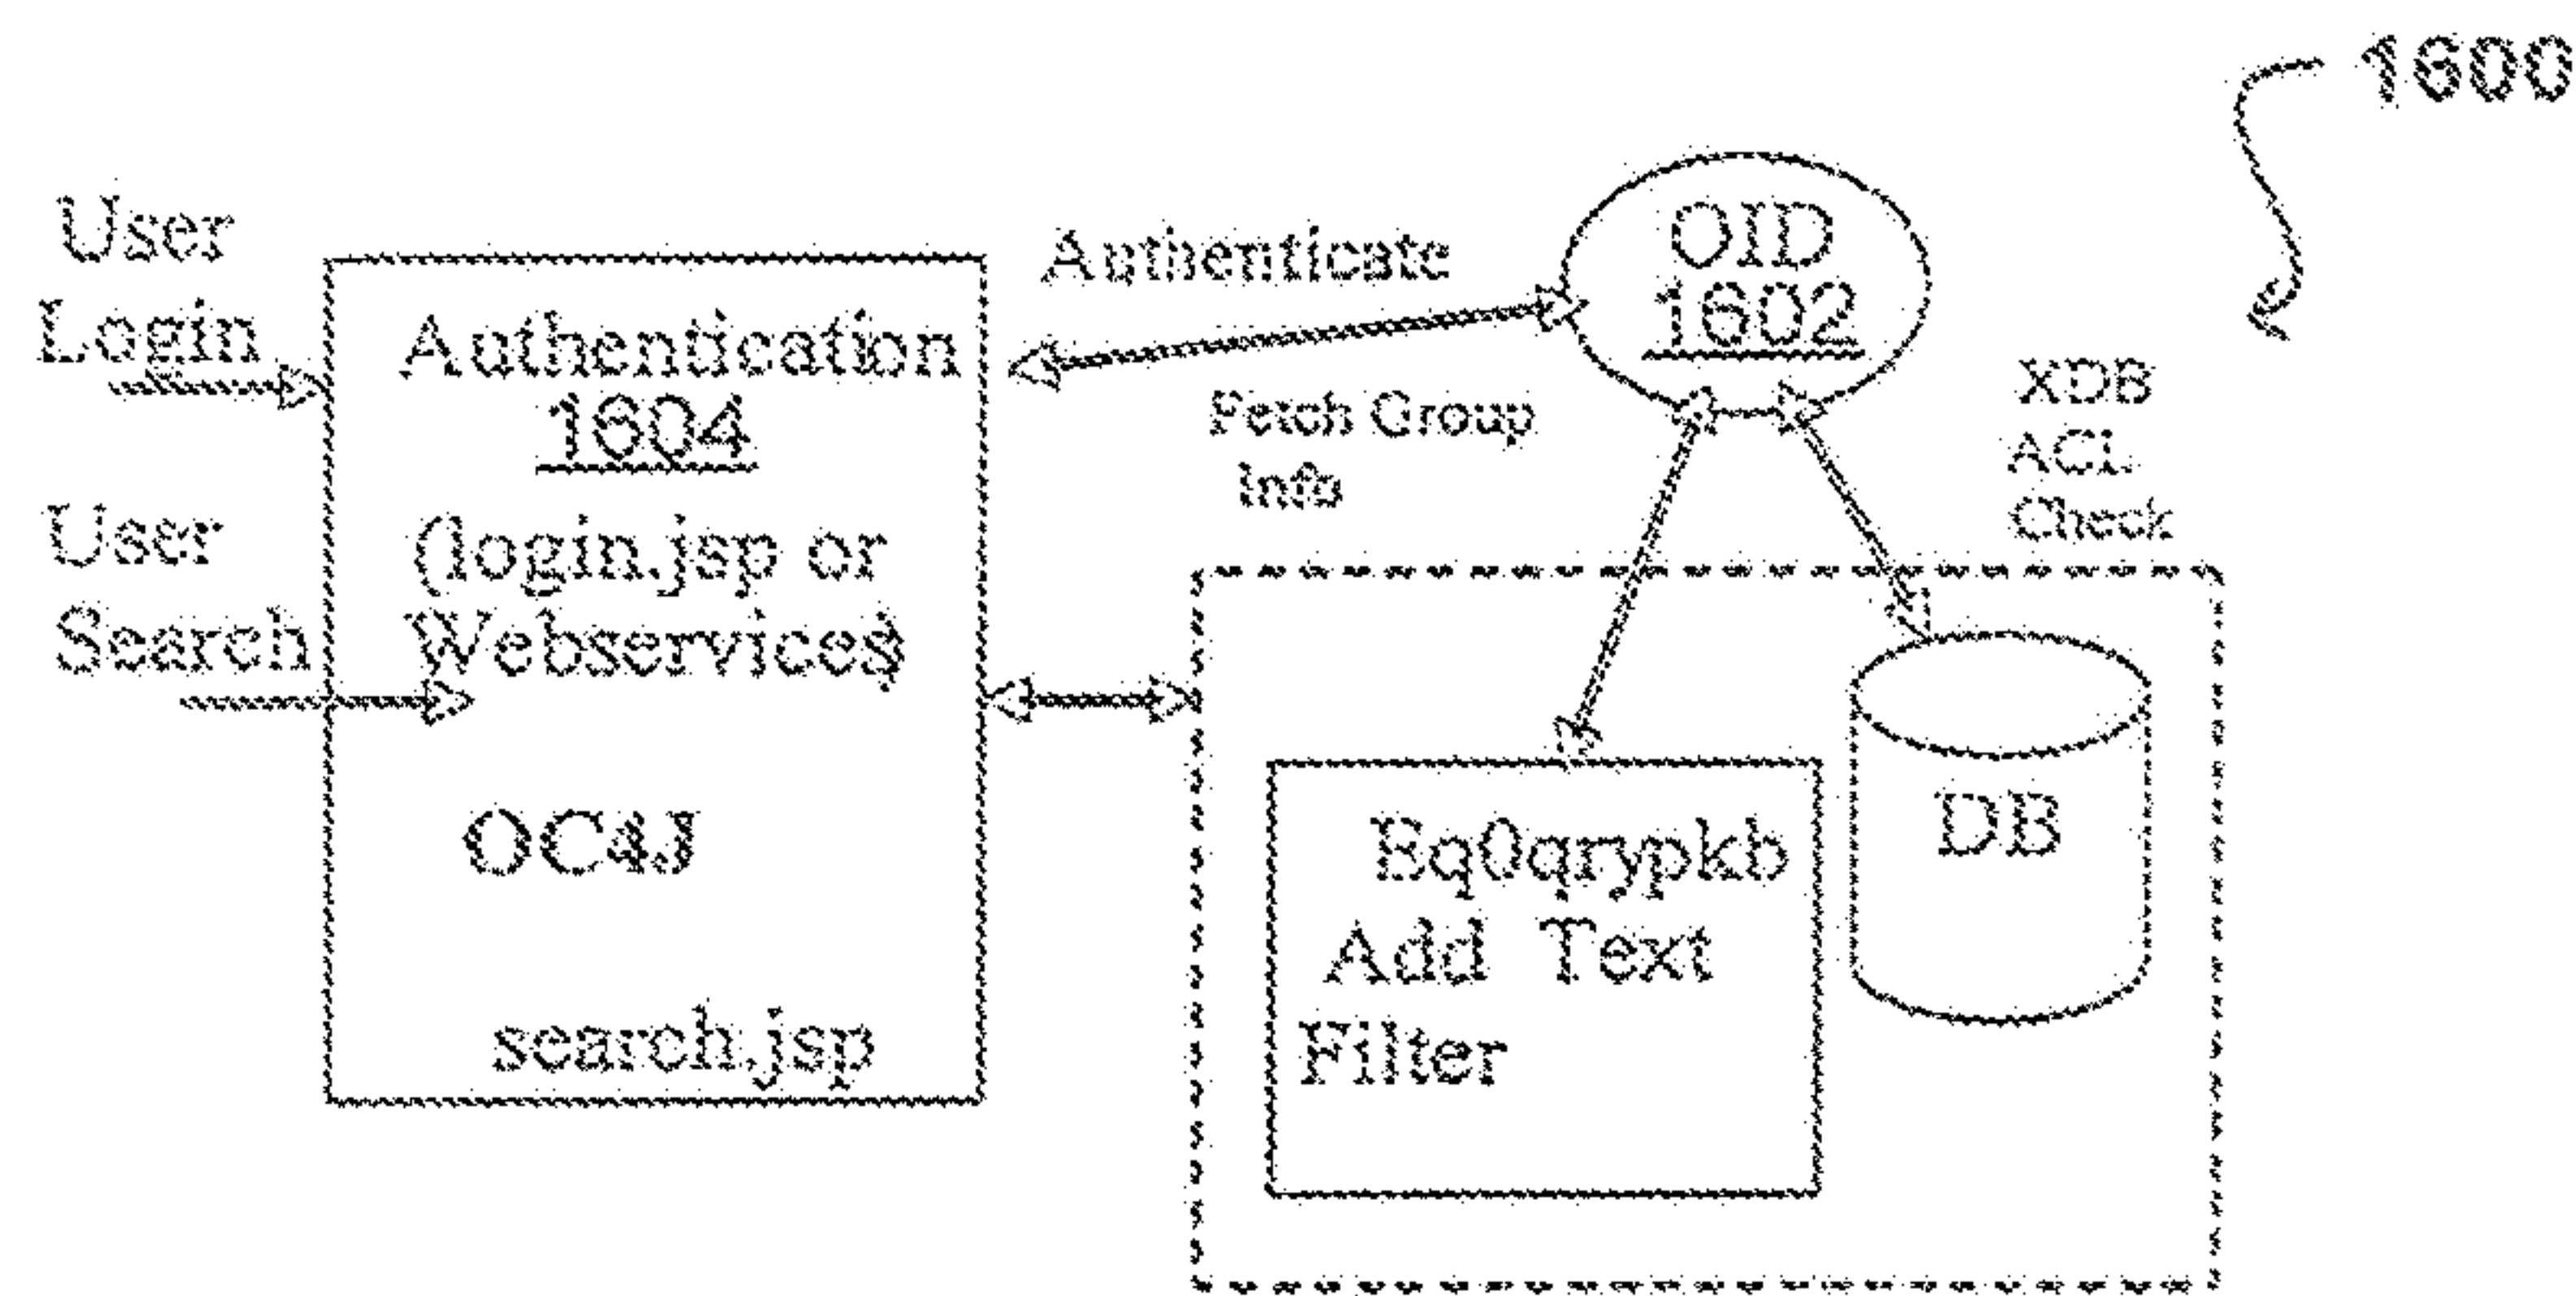 1600
User
Login
User
Search
Authentication
1604
(login.jsp or
Webservices)
OC4J
search.jsp
Authenticate
OID
1602
Fetch Group
Info
XDB
ACL
Check
Eq0qrypkb
Add Text
Filter
DB